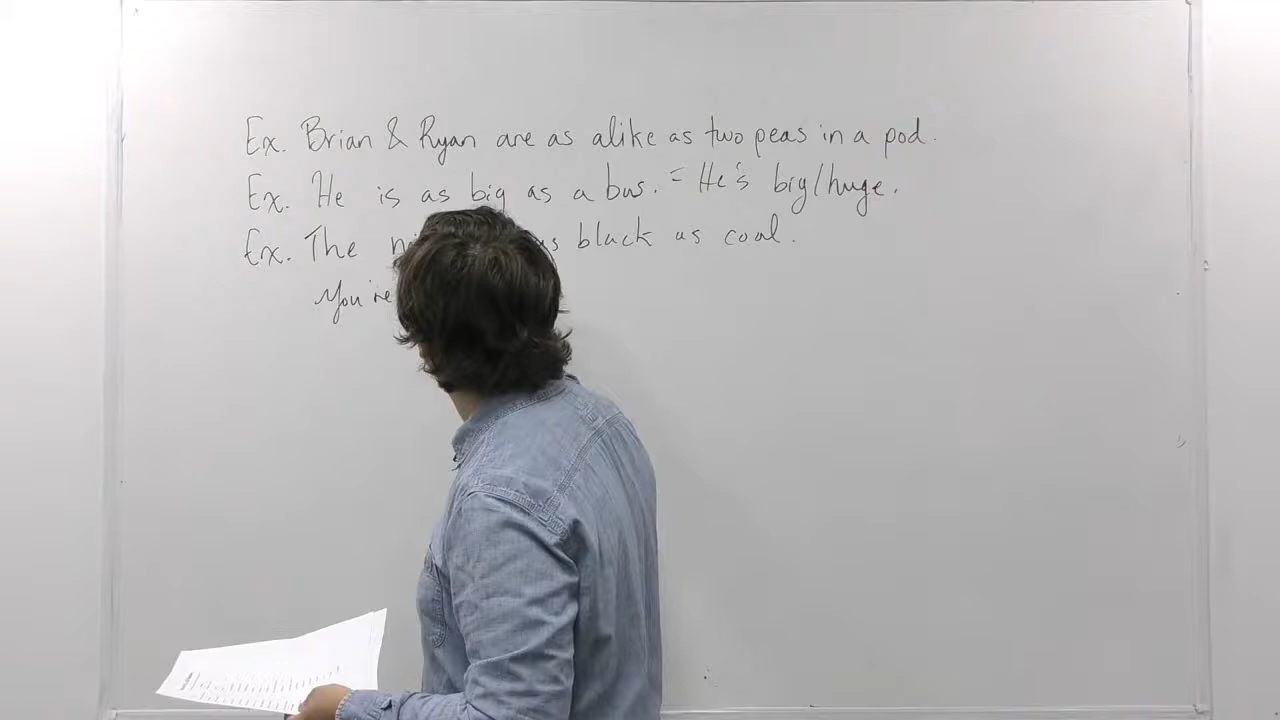 Ex. Brian & Ryan are as alike as two peas in a pod.
Ex. He is as big as a bus. = He's big/huge.
Ex. The black as coal.
You're